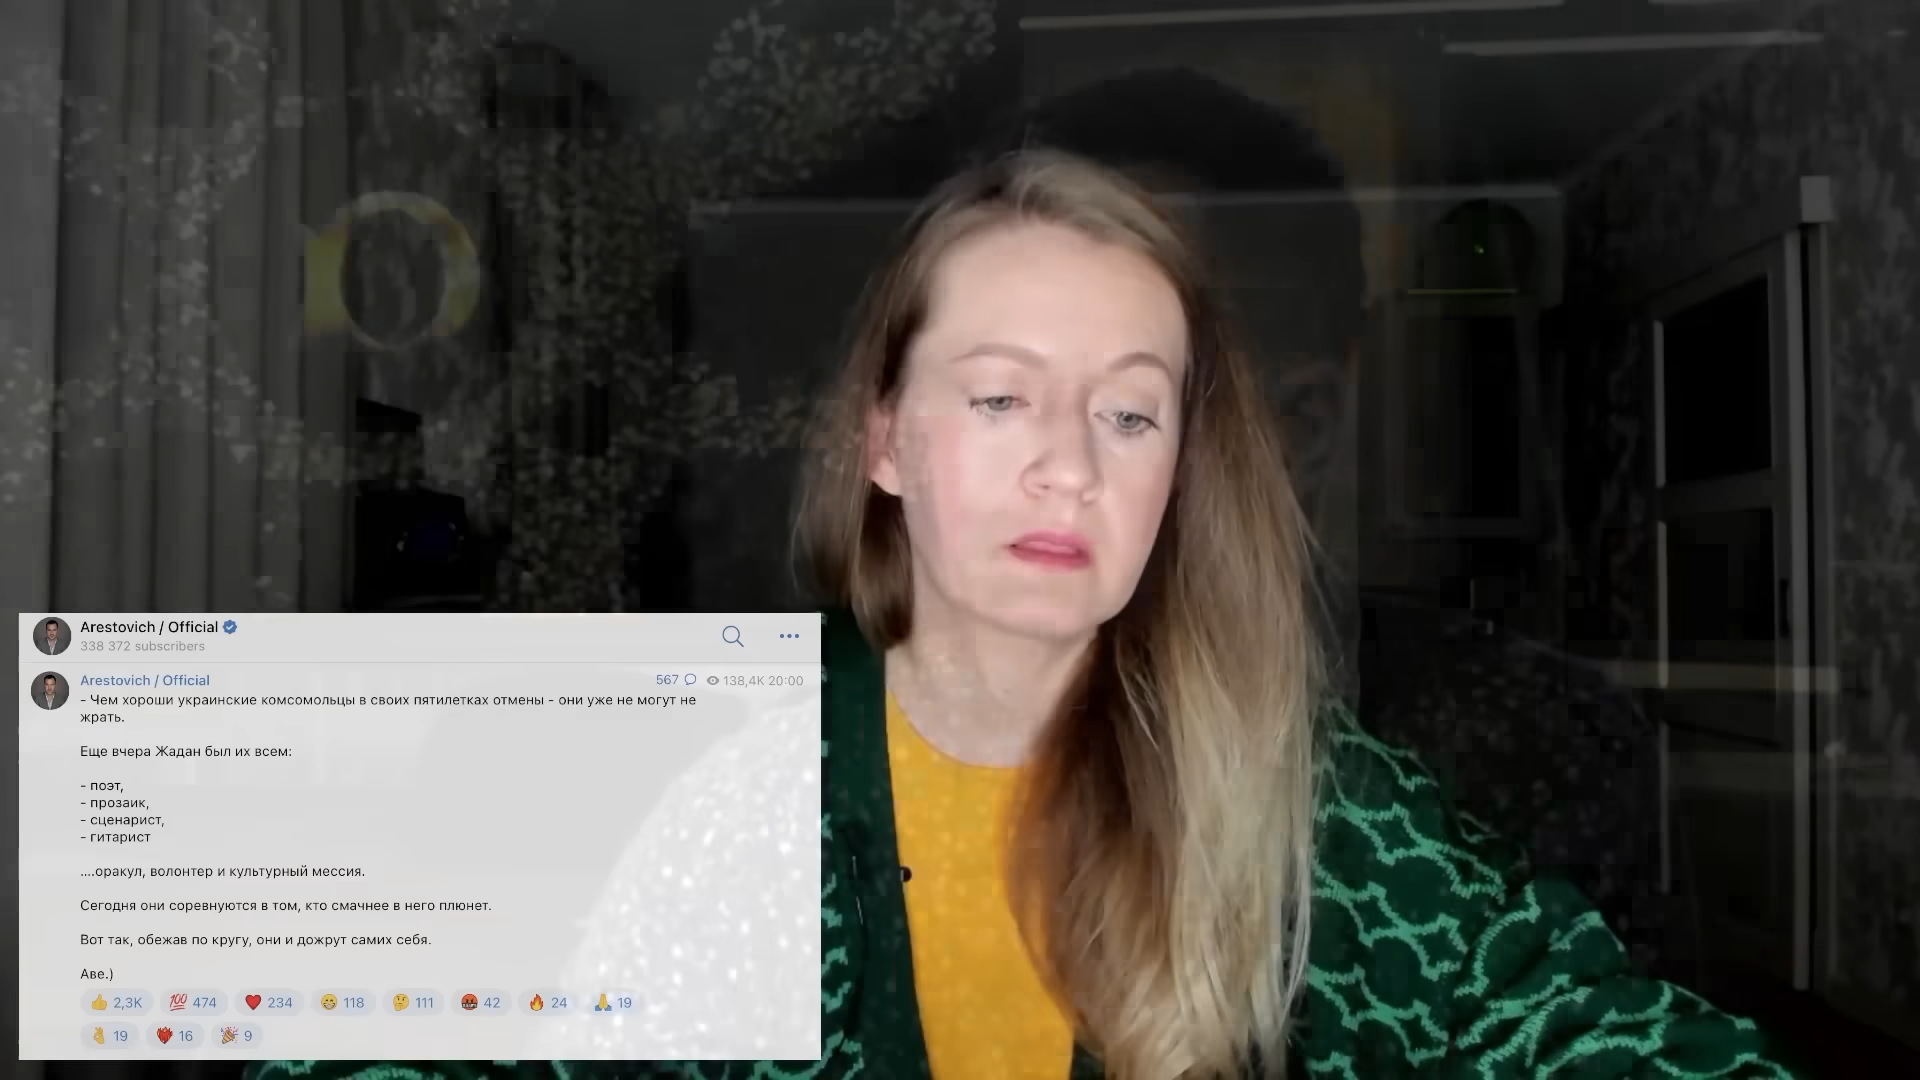 Arestovich / Official
338 372 subscribers
Arestovich / Official
567 138,4K 20:00
- Чем хороши украинские комсомольцы в своих пятилетках отмены - они уже не могут не
жрать.
Еще вчера Жадан был их всем:
- поэт,
- прозаик,
- сценарист,
- гитарист
....оракул, волонтер и культурный мессия.
Сегодня они соревнуются в том, кто смачнее в него плюнет.
Вот так, обежав по кругу, они и дожрут самих себя.
Аве.)
👍 2,3K 💯 474 ❤ 234 😁 118 🤔 111 🤬 42 🔥 24 🙏 19
👌 19 ❤‍🔥 16 🎉 9